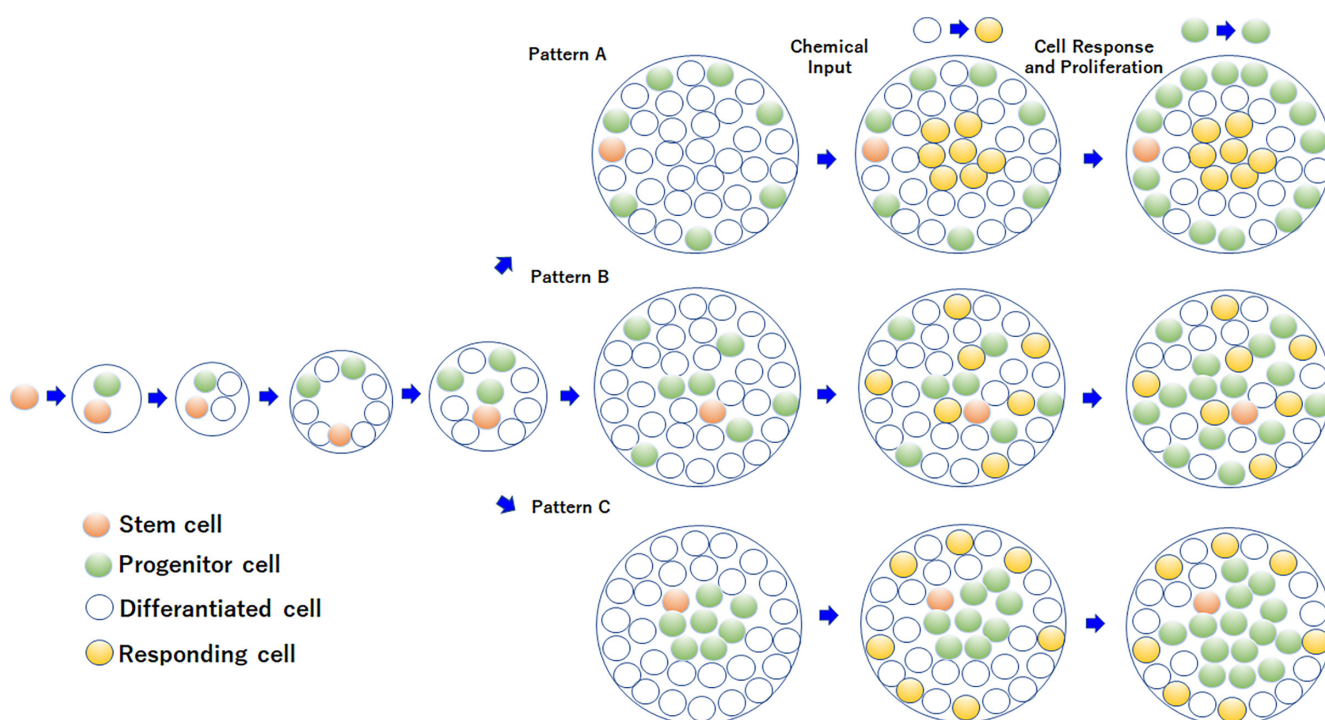 Pattern A
Chemical
Input
Cell Response
and Proliferation
Pattern B
Pattern C
Stem cell
Progenitor cell
Differantiated cell
Responding cell